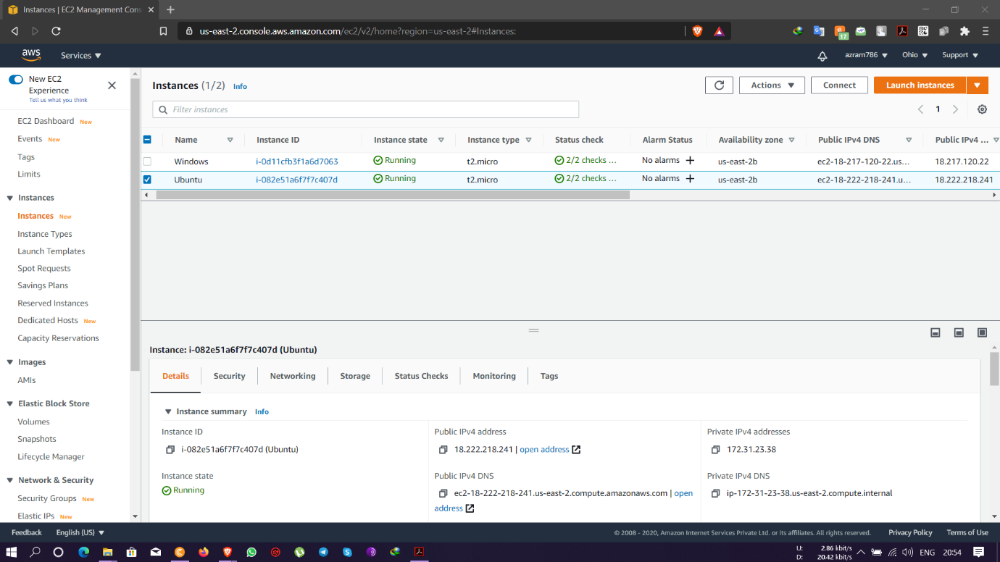 Instances | EC2 Management Cons
us-east-2.console.aws.amazon.com/ec2/v2/home?region=us-east-2#Instances:
17
aws
Services
azram786
Ohio
Support
New EC2
Experience
Tell us what you think
EC2 Dashboard New
Events New
Tags
Limits
Instances
Instances New
Instance Types
Launch Templates
Spot Requests
Savings Plans
Reserved Instances
Dedicated Hosts New
Capacity Reservations
Images
AMIs
Elastic Block Store
Volumes
Snapshots
Lifecycle Manager
Network & Security
Security Groups New
Elastic IPs New
Instances (1/2) Info
Actions
Connect
Launch instances
Filter instances
1
Name Instance ID Instance state Instance type Status check Alarm Status Availability zone Public IPv4 DNS Public IPv4 ...
Windows i-0d11cfb3f1a6d7063 Running t2.micro 2/2 checks ... No alarms + us-east-2b ec2-18-217-120-22.us... 18.217.120.22
Ubuntu i-082e51a6f7f7c407d Running t2.micro 2/2 checks ... No alarms + us-east-2b ec2-18-222-218-241.u... 18.222.218.241
Instance: i-082e51a6f7f7c407d (Ubuntu)
Details Security Networking Storage Status Checks Monitoring Tags
Instance summary Info
Instance ID
i-082e51a6f7f7c407d (Ubuntu)
Public IPv4 address
18.222.218.241 | open address
Private IPv4 addresses
172.31.23.38
Instance state
Running
Public IPv4 DNS
ec2-18-222-218-241.us-east-2.compute.amazonaws.com | open
address
Private IPv4 DNS
ip-172-31-23-38.us-east-2.compute.internal
Feedback English (US) © 2008 - 2020, Amazon Internet Services Private Ltd. or its affiliates. All rights reserved. Privacy Policy Terms of Use
U: 2.86 kbit/s
D: 20.42 kbit/s
ENG 20:54